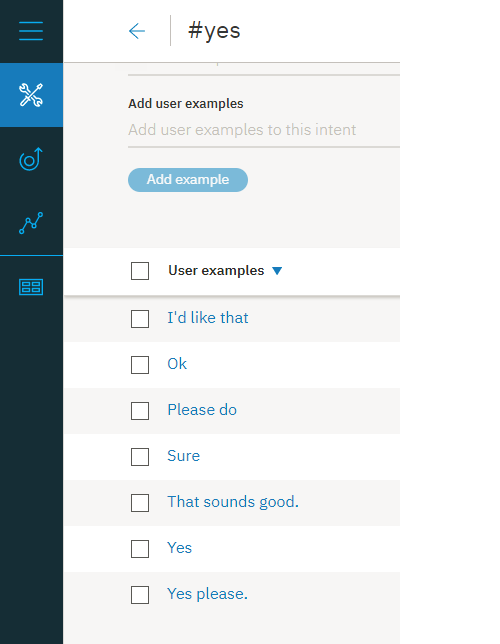 #yes
Add user examples
Add user examples to this intent
Add example
User examples
I'd like that
Ok
Please do
Sure
That sounds good.
Yes
Yes please.